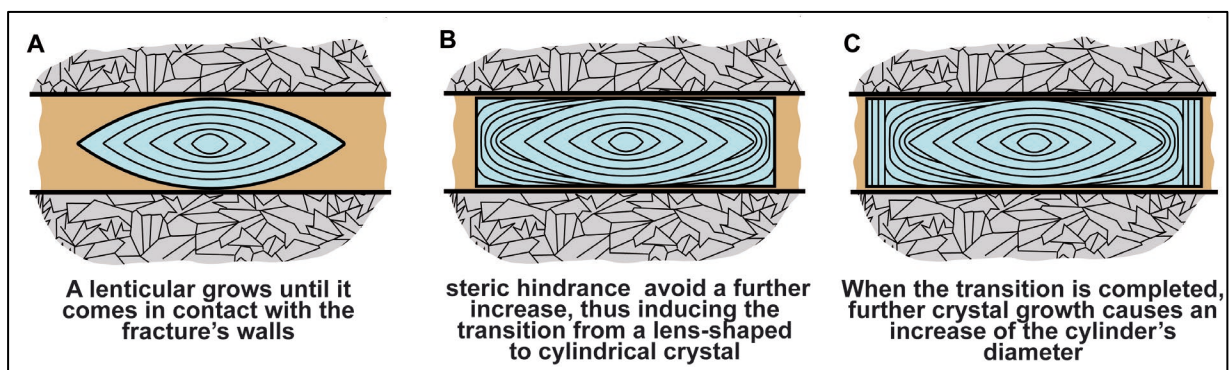 A
B
C
A lenticular grows until it
comes in contact with the
fracture's walls
steric hindrance avoid a further
increase, thus inducing the
transition from a lens-shaped
to cylindrical crystal
When the transition is completed,
further crystal growth causes an
increase of the cylinder's
diameter